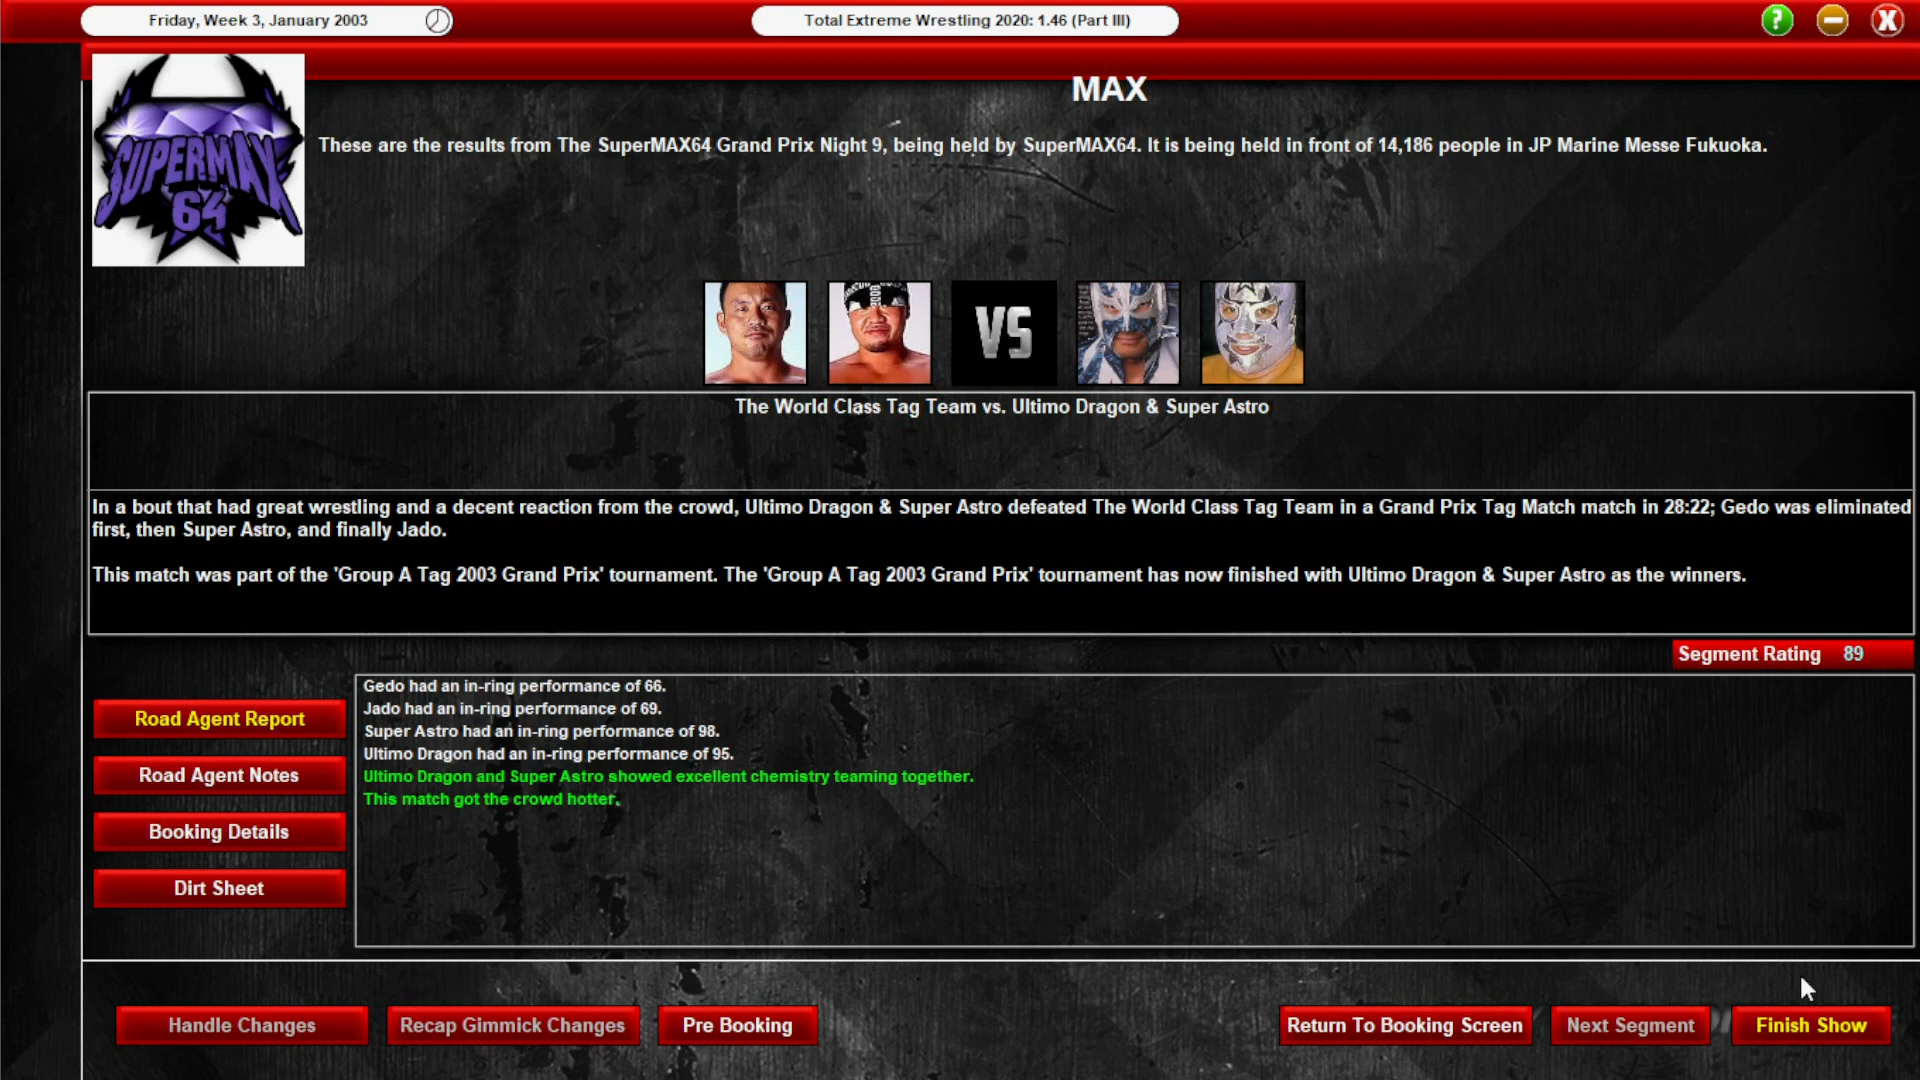 Friday, Week 3, January 2003
Total Extreme Wrestling 2020: 1.46 (Part III)
MAX
SUPERMAX
64
These are the results from The SuperMAX64 Grand Prix Night 9, being held by SuperMAX64. It is being held in front of 14,186 people in JP Marine Messe Fukuoka.
VS
The World Class Tag Team vs. Ultimo Dragon & Super Astro
In a bout that had great wrestling and a decent reaction from the crowd, Ultimo Dragon & Super Astro defeated The World Class Tag Team in a Grand Prix Tag Match match in 28:22; Gedo was eliminated
first, then Super Astro, and finally Jado.
This match was part of the 'Group A Tag 2003 Grand Prix' tournament. The 'Group A Tag 2003 Grand Prix' tournament has now finished with Ultimo Dragon & Super Astro as the winners.
Segment Rating 89
Road Agent Report
Road Agent Notes
Booking Details
Dirt Sheet
Gedo had an in-ring performance of 66.
Jado had an in-ring performance of 69.
Super Astro had an in-ring performance of 98.
Ultimo Dragon had an in-ring performance of 95.
Ultimo Dragon and Super Astro showed excellent chemistry teaming together.
This match got the crowd hotter.
Handle Changes
Recap Gimmick Changes
Pre Booking
Return To Booking Screen
Next Segment
Finish Show